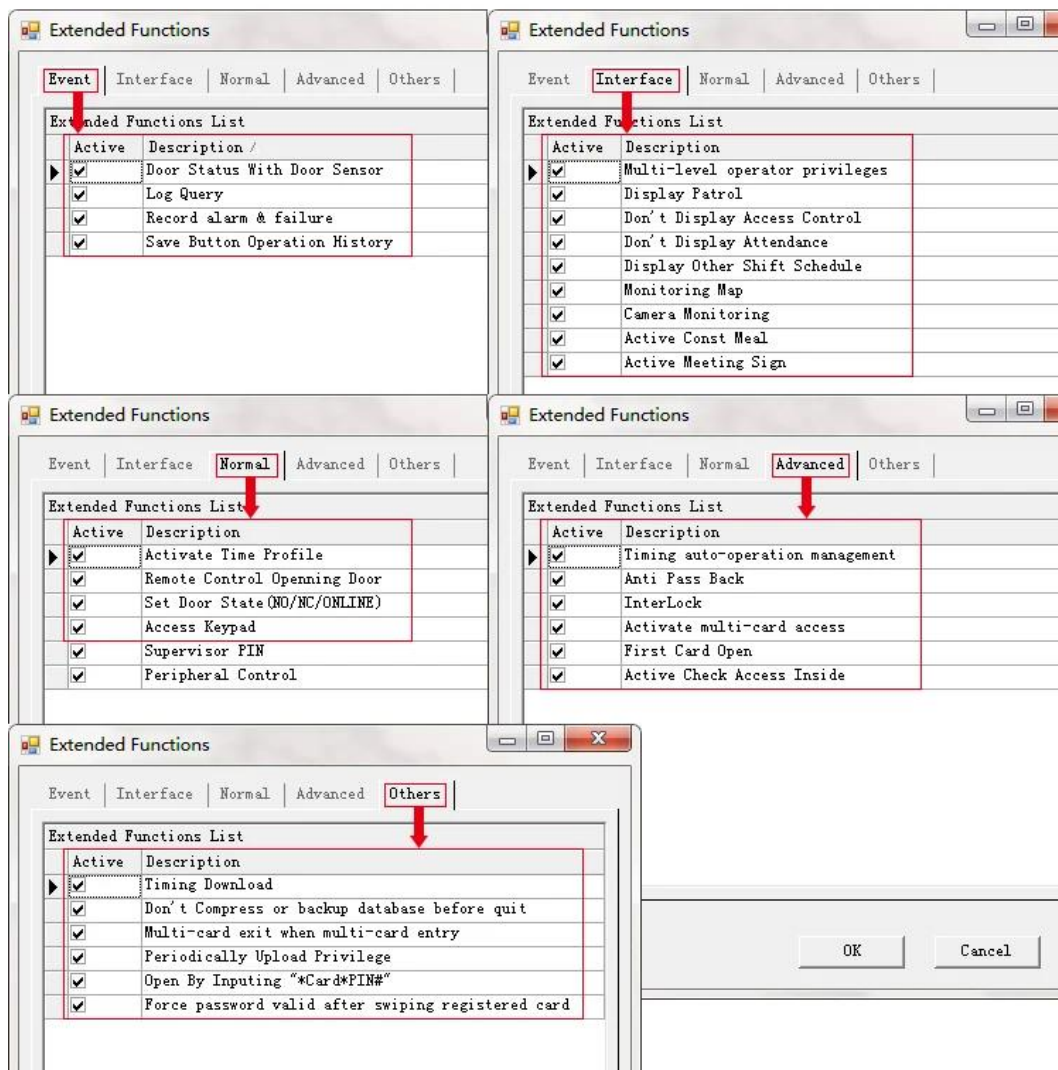 Extended Functions
Event Interface Normal Advanced Others
Extended Functions List
Active Description /
Door Status With Door Sensor
Log Query
Record alarm & failure
Save Button Operation History
Extended Functions
Event Interface Normal Advanced Others
Extended Functions List
Active Description
Multi-level operator privileges
Display Patrol
Don't Display Access Control
Don't Display Attendance
Display Other Shift Schedule
Monitoring Map
Camera Monitoring
Active Const Meal
Active Meeting Sign
Extended Functions
Event Interface Normal Advanced Others
Extended Functions List
Active Description
Activate Time Profile
Remote Control Openning Door
Set Door State(NO/NC/ONLINE)
Access Keypad
Supervisor PIN
Peripheral Control
Extended Functions
Event Interface Normal Advanced Others
Extended Functions List
Active Description
Timing auto-operation management
Anti Pass Back
InterLock
Activate multi-card access
First Card Open
Active Check Access Inside
Extended Functions
Event Interface Normal Advanced Others
Extended Functions List
Active Description
Timing Download
Don't Compress or backup database before quit
Multi-card exit when multi-card entry
Periodically Upload Privilege
Open By Inputing "*Card*PIN#"
Force password valid after swiping registered card
OK Cancel